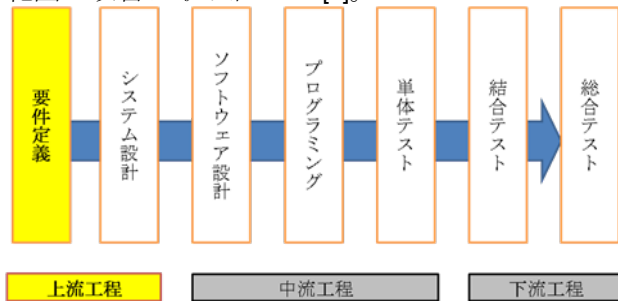 要件定義
システム設計
ソフトウェア設計
プログラミング
単体テスト
結合テスト
総合テスト
上流工程
中流工程
下流工程